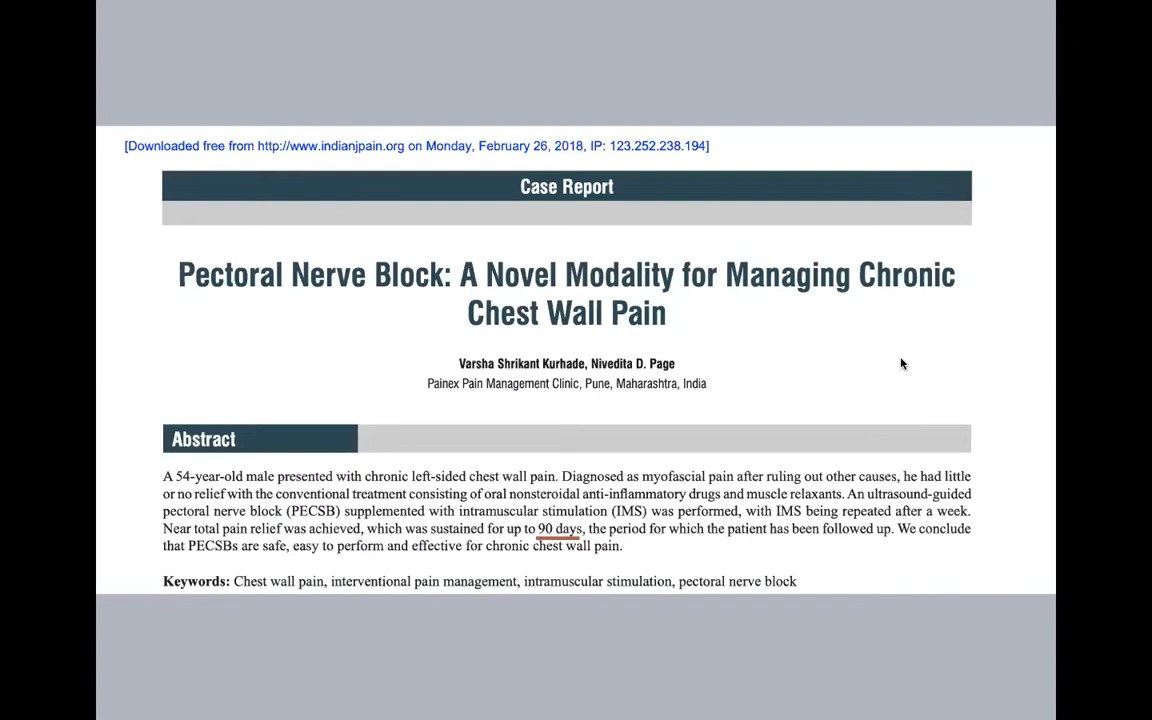 [Downloaded free from http://www.indianjpain.org on Monday, February 26, 2018, IP: 123.252.238.194]
Case Report
Pectoral Nerve Block: A Novel Modality for Managing Chronic
Chest Wall Pain
Varsha Shrikant Kurhade, Nivedita D. Page
Painex Pain Management Clinic, Pune, Maharashtra, India
Abstract
A 54-year-old male presented with chronic left-sided chest wall pain. Diagnosed as myofascial pain after ruling out other causes, he had little
or no relief with the conventional treatment consisting of oral nonsteroidal anti-inflammatory drugs and muscle relaxants. An ultrasound-guided
pectoral nerve block (PECSB) supplemented with intramuscular stimulation (IMS) was performed, with IMS being repeated after a week.
Near total pain relief was achieved, which was sustained for up to 90 days, the period for which the patient has been followed up. We conclude
that PECSBs are safe, easy to perform and effective for chronic chest wall pain.
Keywords: Chest wall pain, interventional pain management, intramuscular stimulation, pectoral nerve block